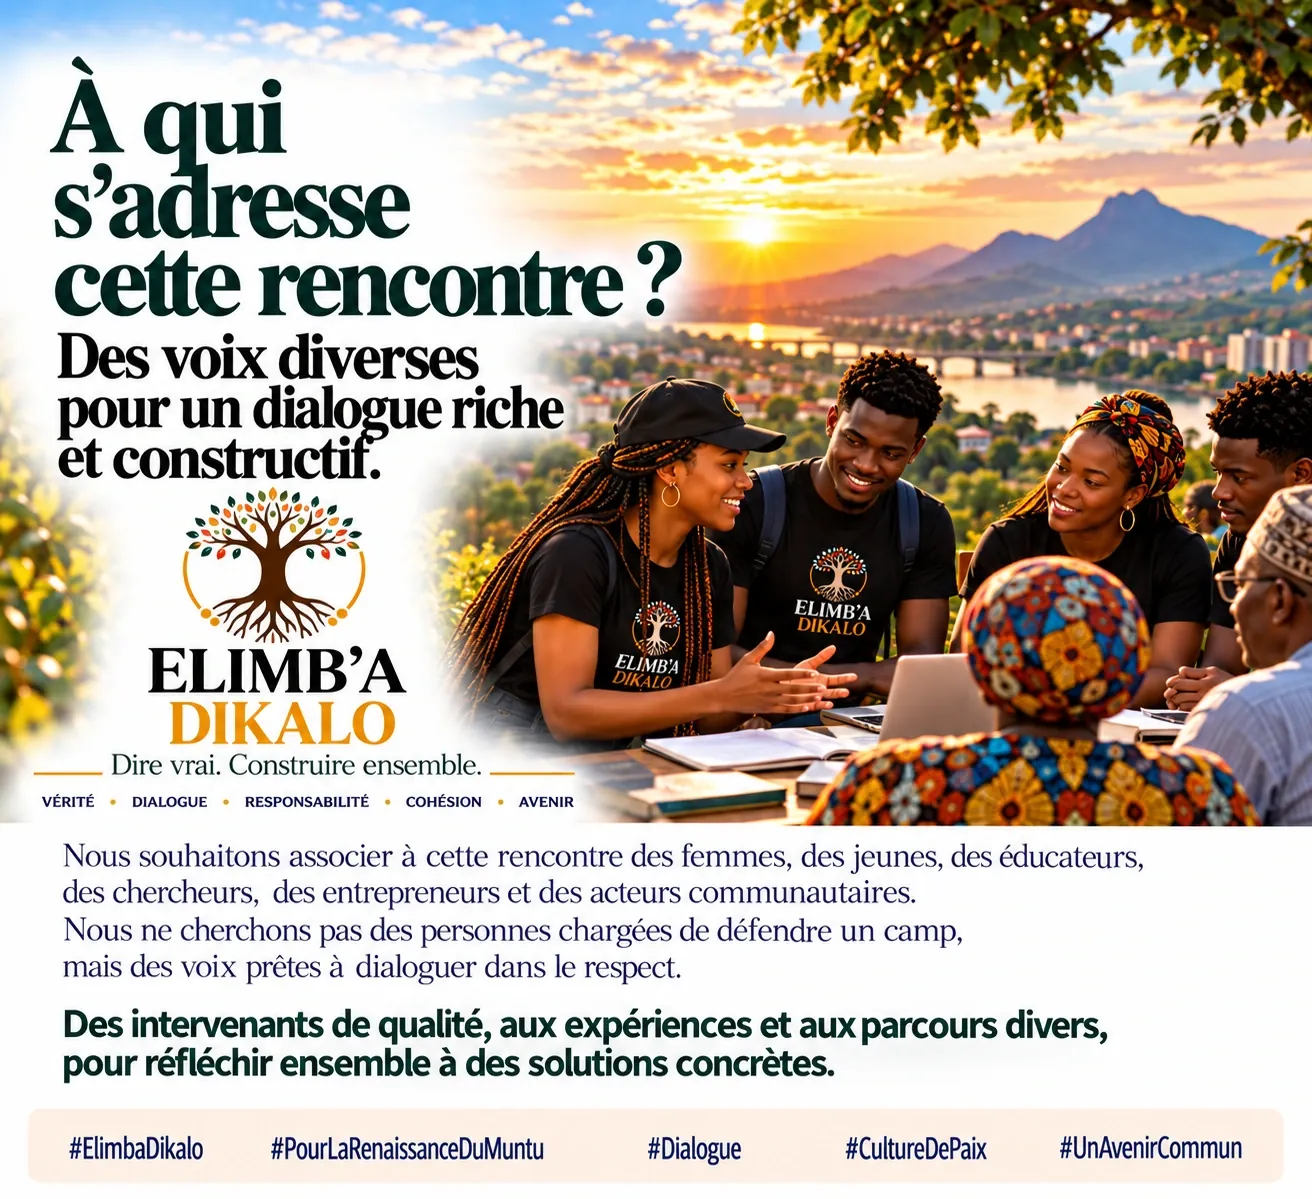 À qui
s'adresse
cette rencontre ?
Des voix diverses
pour un dialogue riche
et constructif.
ELIMB'A
DIKALO
Dire vrai. Construire ensemble.
VÉRITÉ • DIALOGUE • RESPONSABILITÉ • COHÉSION • AVENIR
ELIMB'A
DIKALO
ELIMB'A
DIKALO
Nous souhaitons associer à cette rencontre des femmes, des jeunes, des éducateurs,
des chercheurs, des entrepreneurs et des acteurs communautaires.
Nous ne cherchons pas des personnes chargées de défendre un camp,
mais des voix prêtes à dialoguer dans le respect.
Des intervenants de qualité, aux expériences et aux parcours divers,
pour réfléchir ensemble à des solutions concrètes.
#ElimbaDikalo #PourLaRenaissanceDuMuntu #Dialogue #CultureDePaix #UnAvenirCommun